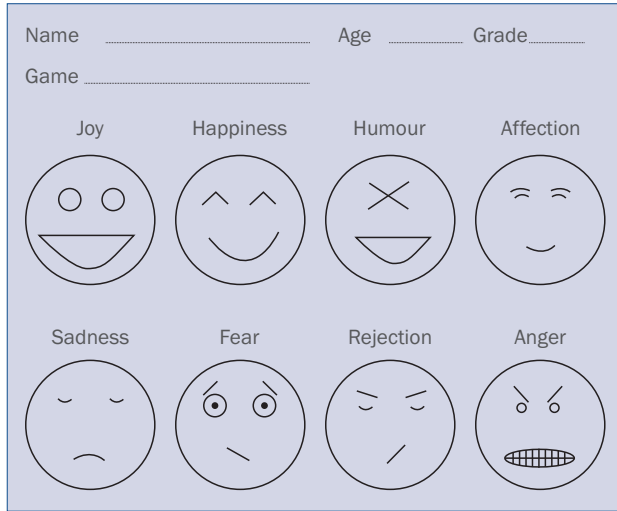 Name Age Grade
Game
Joy Happiness Humour Affection
Sadness Fear Rejection Anger